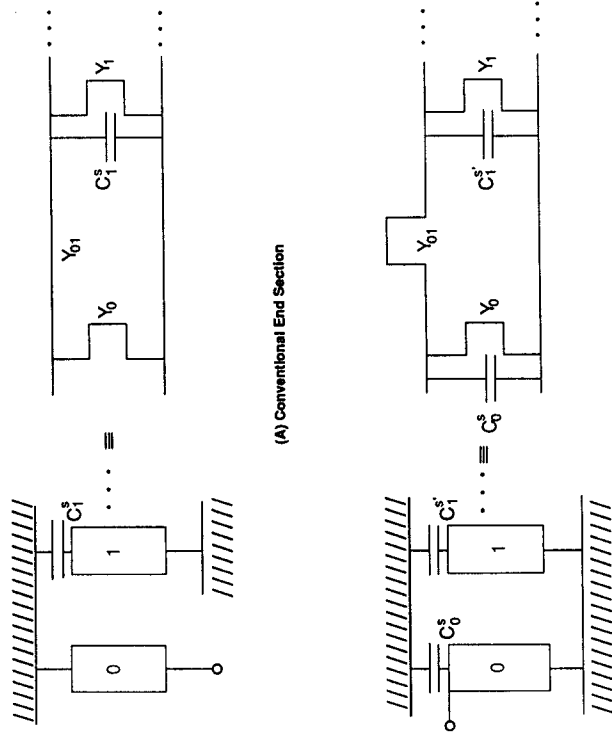 0
1
C₁ˢ
. . . ≡
Y₀
Y₀₁
C₁ˢ
Y₁
. . .
. . .
(A) Conventional End Section
C₀ˢ
0
C₁ˢ'
1
. . . ≡
C₀ˢ
Y₀
Y₀₁
C₁ˢ'
Y₁
. . .
. . .